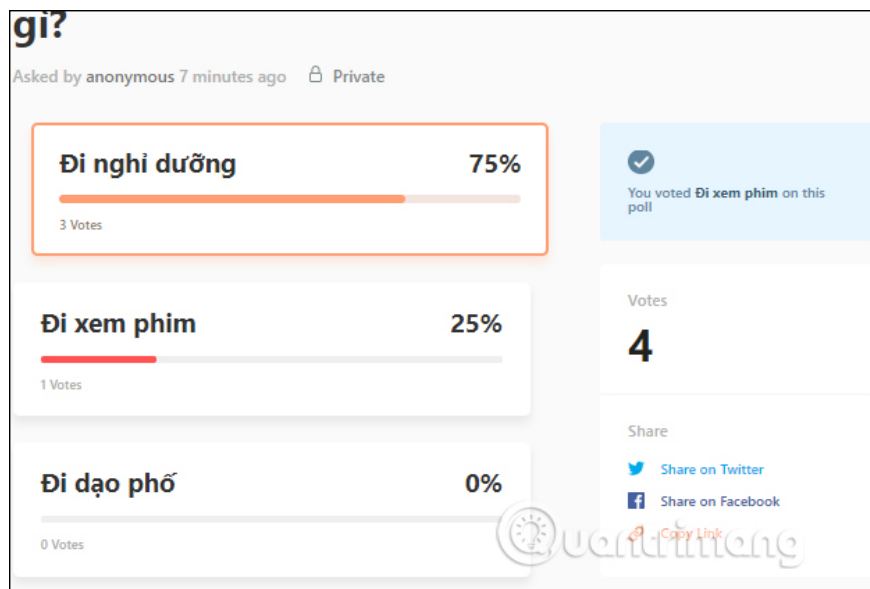 gì?
Asked by anonymous 7 minutes ago Private
Đi nghỉ dưỡng 75%
3 Votes
Đi xem phim 25%
1 Votes
Đi dạo phố 0%
0 Votes
You voted Đi xem phim on this
poll
Votes
4
Share
Share on Twitter
Share on Facebook
Copy Link
Quantrimang